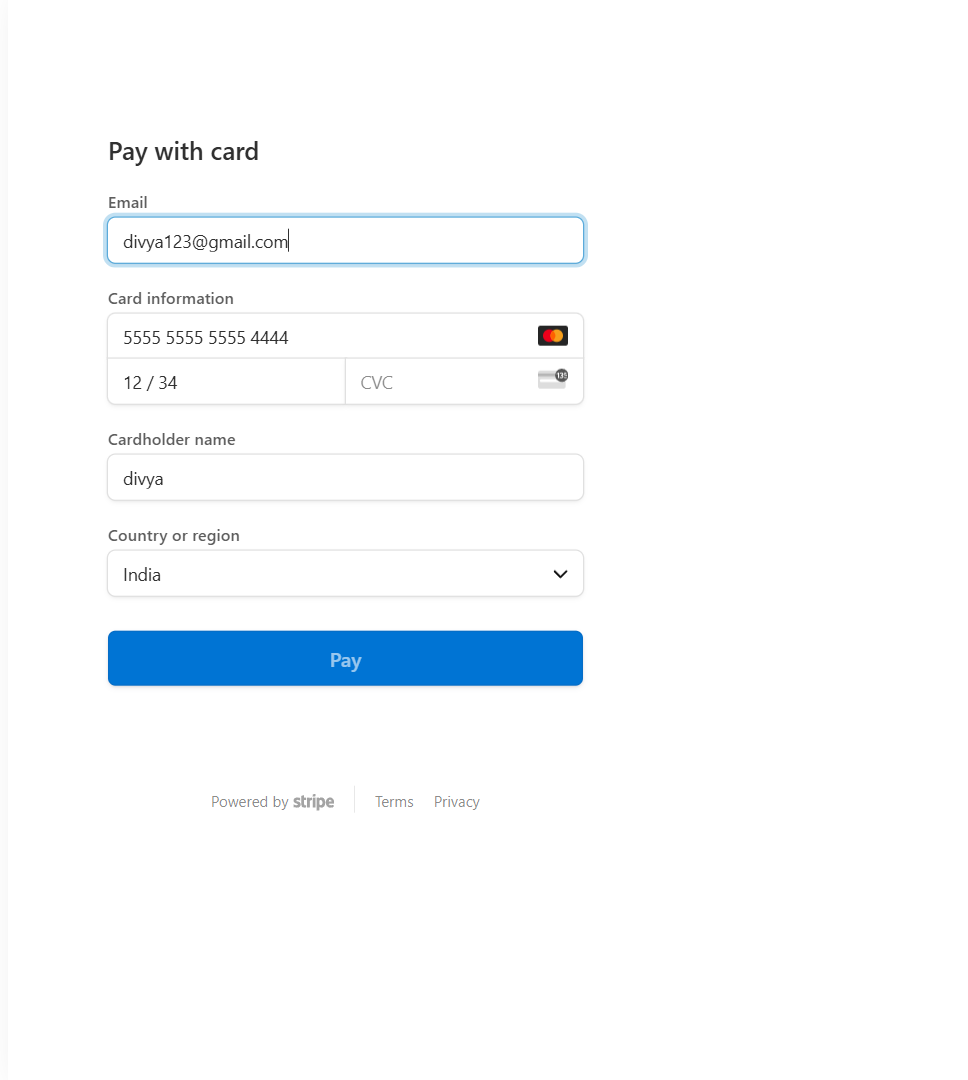 Pay with card
Email
divya123@gmail.com
Card information
5555 5555 5555 4444
12 / 34
CVC
135
Cardholder name
divya
Country or region
India
Pay
Powered by stripe
Terms
Privacy